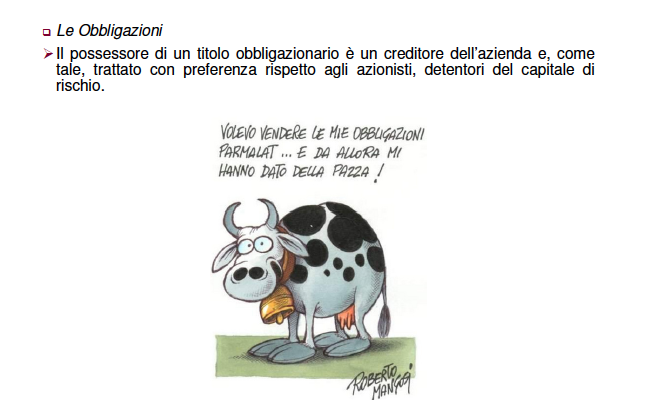 Le Obbligazioni
Il possessore di un titolo obbligazionario è un creditore dell'azienda e, come
tale, trattato con preferenza rispetto agli azionisti, detentori del capitale di
rischio.
VOLEVO VENDERE LE MIE OBBLIGAZIONI
PARMALAT ... E DA ALLORA MI
HANNO DATO DELLA PAZZA !
ROBERTO
MANGOSI